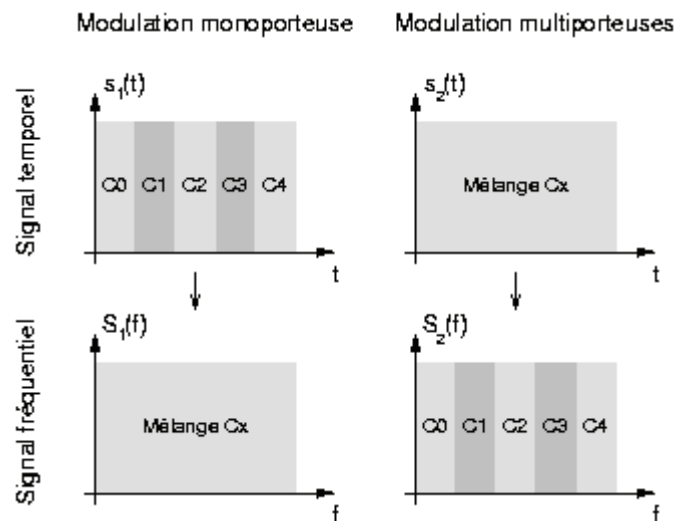 Modulation monoporteuse
Modulation multiporteuses
Signal temporel
s₁(t)
C0 C1 C2 C3 C4
t
s₂(t)
Mélange Cx
t
Signal fréquentiel
S₁(f)
Mélange Cx
f
S₂(f)
C0 C1 C2 C3 C4
f